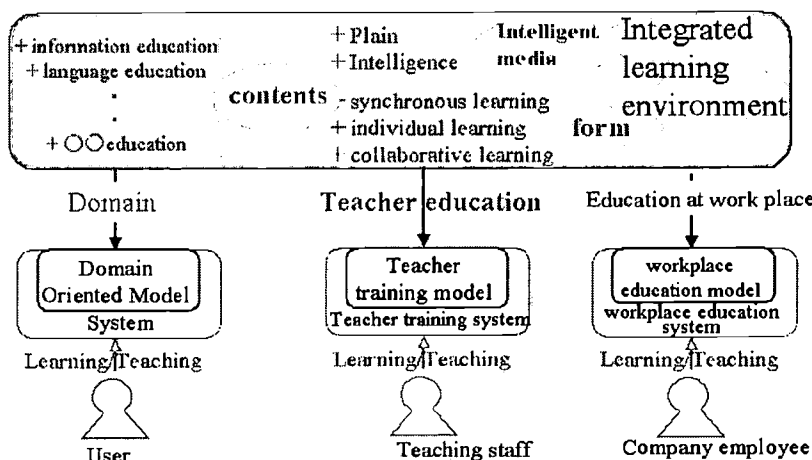 + information education
+ language education
.
.
+ ○○education
contents
+ Plain
+ Intelligence
Intelligent
media
- synchronous learning
+ individual learning
+ collaborative learning
form
Integrated
learning
environment
Domain
Teacher education
Education at work place
Domain
Oriented Model
System
Teacher
training model
Teacher training system
workplace
education model
workplace education
system
Learning/Teaching
Learning/Teaching
Learning/Teaching
User
Teaching staff
Company employee